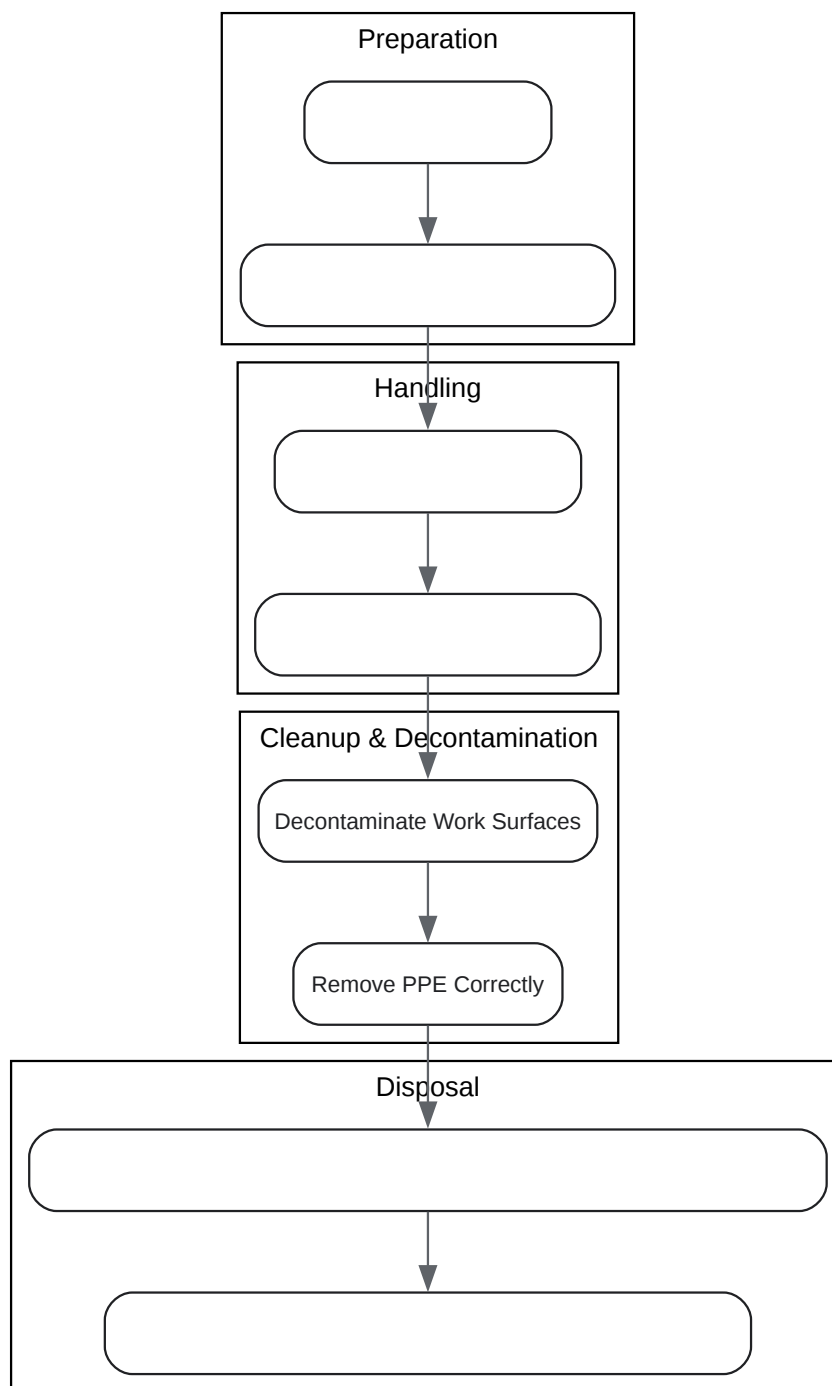 Preparation
Handling
Cleanup & Decontamination
Decontaminate Work Surfaces
Remove PPE Correctly
Disposal